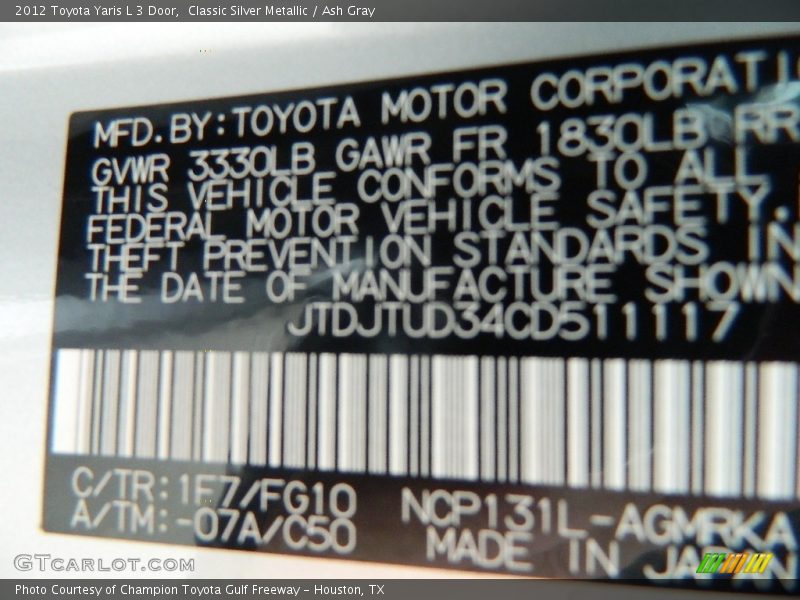 2012 Toyota Yaris L 3 Door,  Classic Silver Metallic / Ash Gray
MFD. BY: TOYOTA MOTOR CORPORATI
GVWR 3330LB GAWR FR 1830LB RR
THIS VEHICLE CONFORMS TO ALL
FEDERAL MOTOR VEHICLE SAFETY,
THEFT PREVENTION STANDARDS IN
THE DATE OF MANUFACTURE SHOWN
JTDJTUD34CD511117
C/TR: 1F7/FG10 NCP131L-AGMRKA
A/TM: -07A/C50 MADE IN JAPAN
GTCARLOT.COM
Photo Courtesy of Champion Toyota Gulf Freeway - Houston, TX